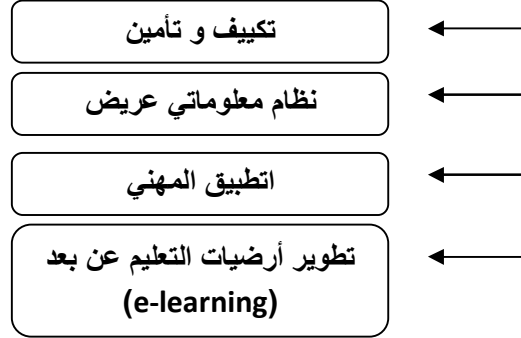 تكييف و تأمين
نظام معلوماتي عريض
اتطبيق المهني
تطوير أرضيات التعليم عن بعد
(e-learning)